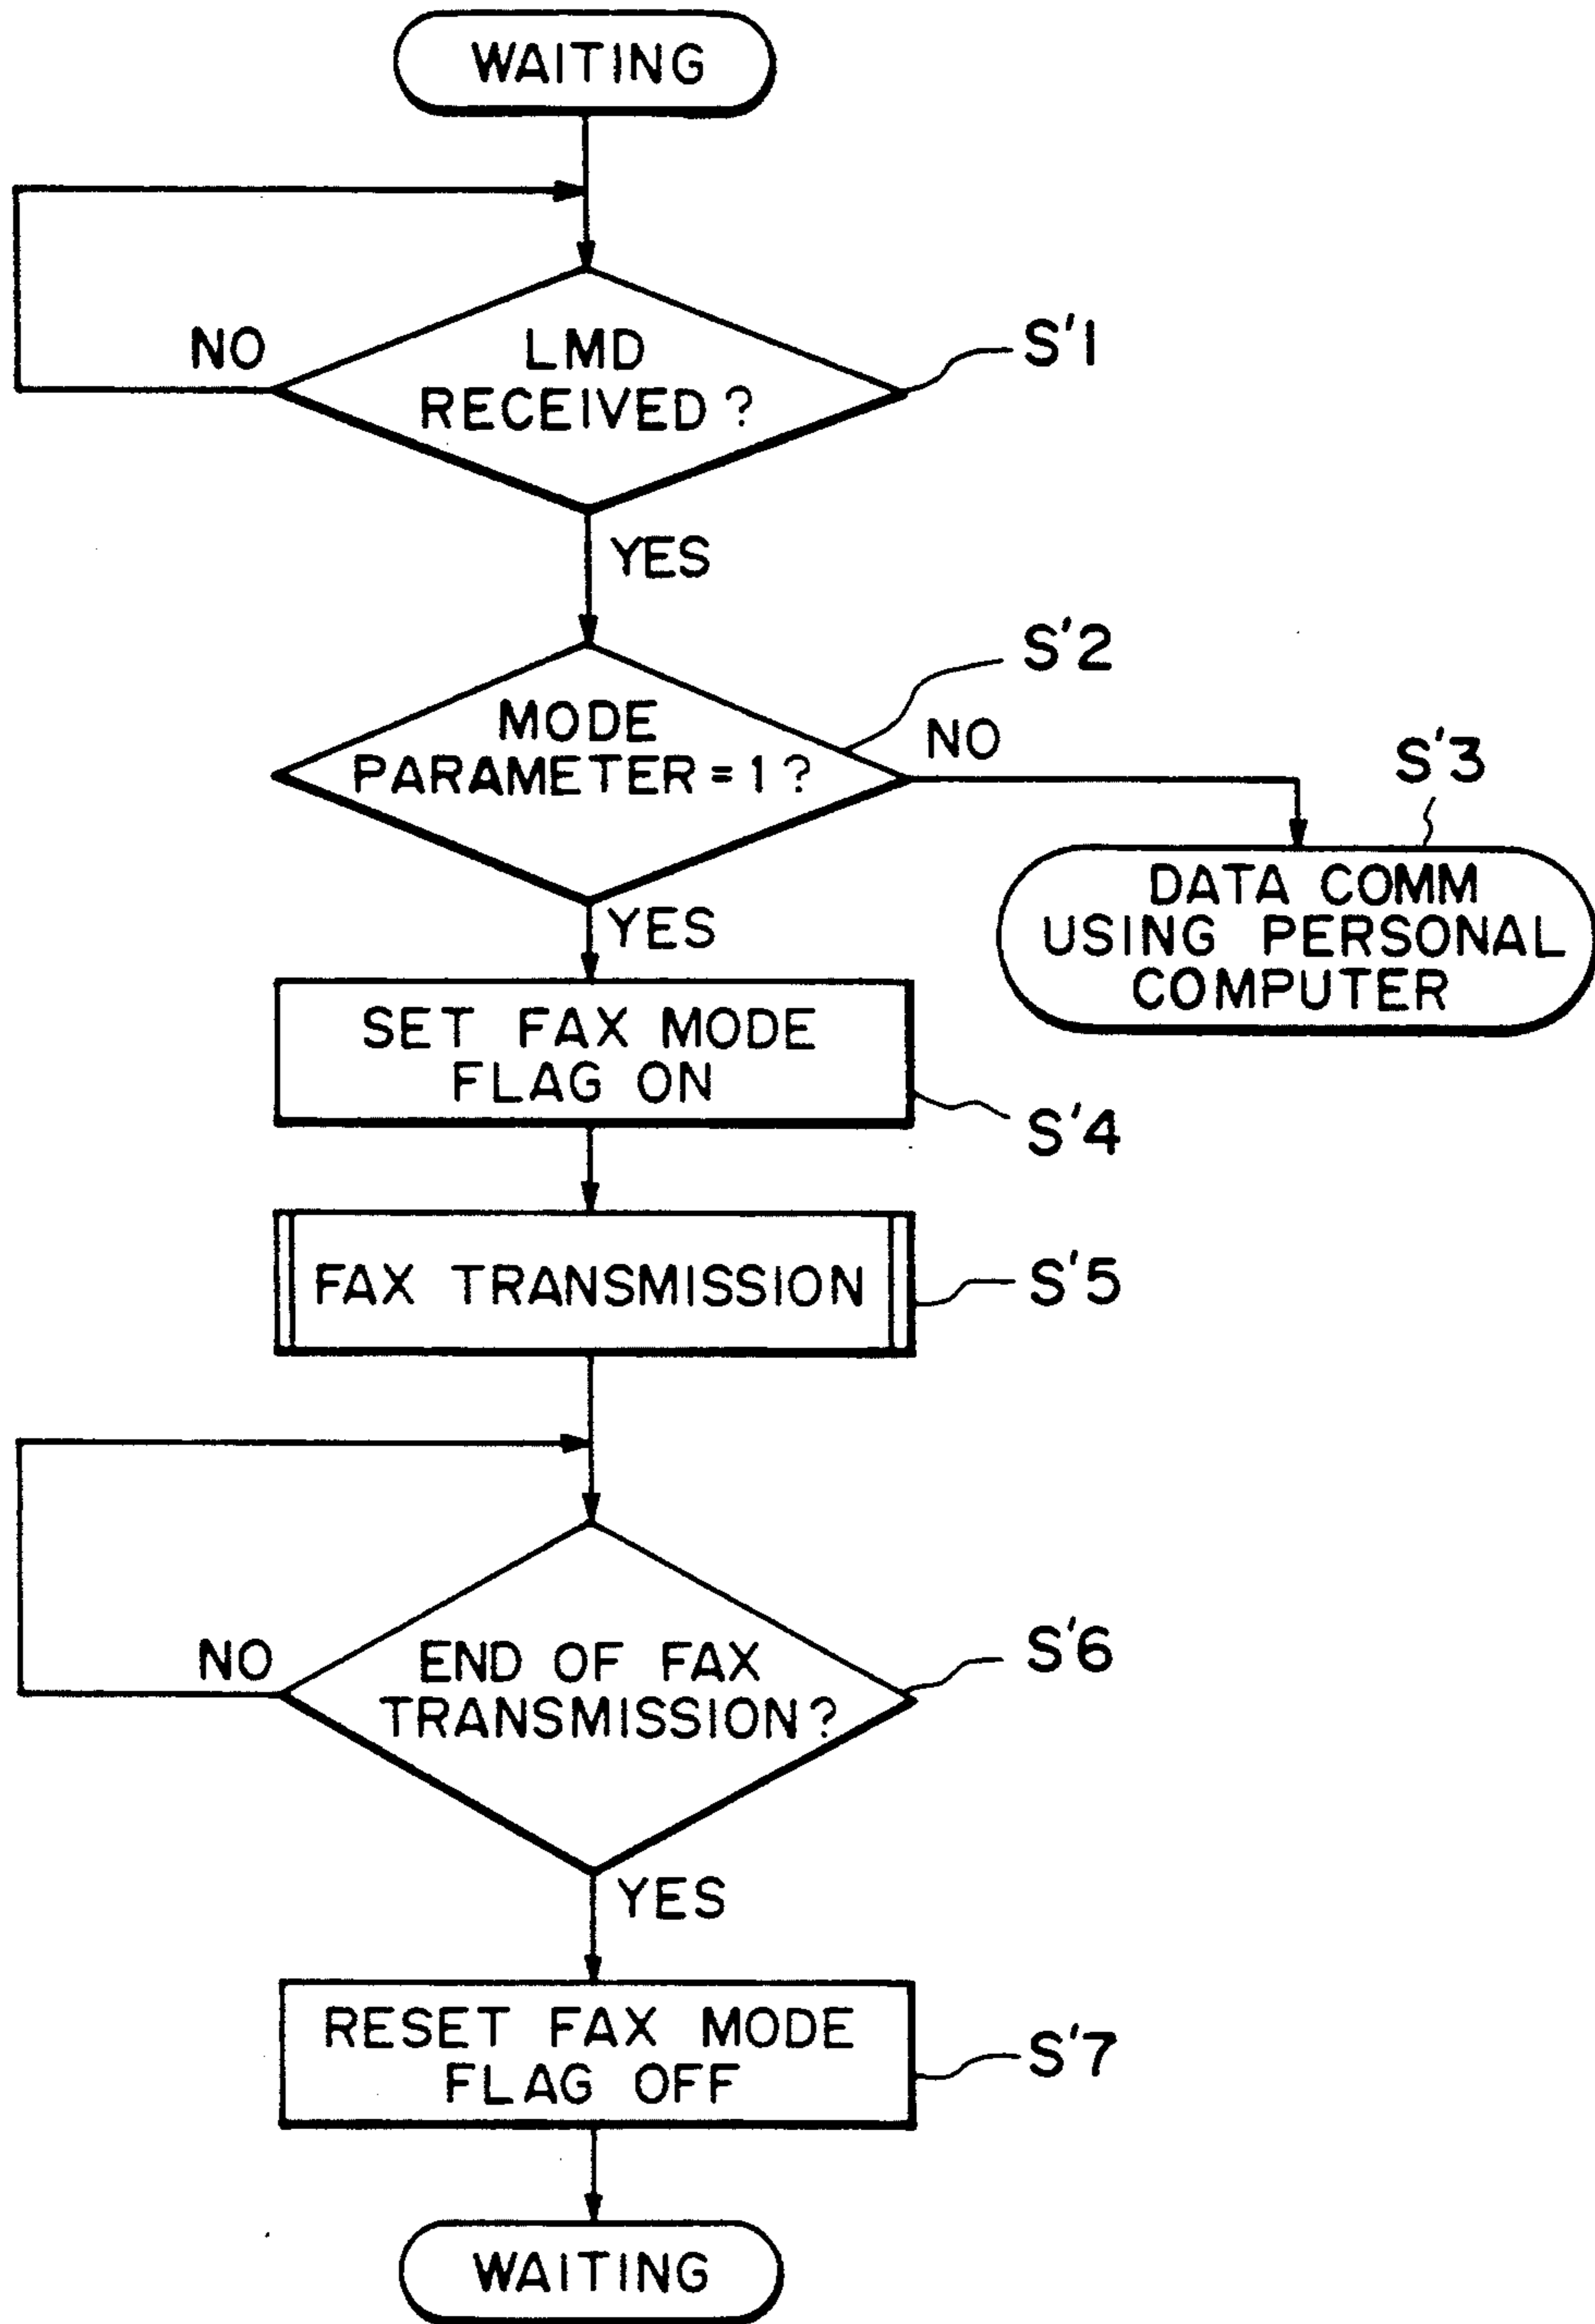 WAITING
NO
LMD
RECEIVED?
S'1
YES
S'2
MODE
PARAMETER=1?
NO
S'3
DATA COMM
USING PERSONAL
COMPUTER
YES
SET FAX MODE
FLAG ON
S'4
FAX TRANSMISSION
S'5
NO
END OF FAX
TRANSMISSION?
S'6
YES
RESET FAX MODE
FLAG OFF
S'7
WAITING